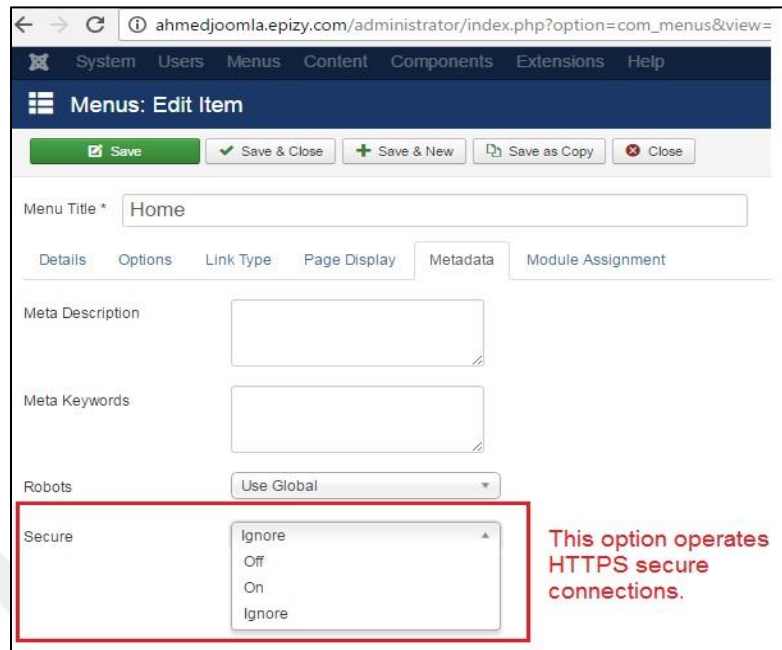 ahmedjoomla.epizy.com/administrator/index.php?option=com_menus&view=
System Users Menus Content Components Extensions Help
Menus: Edit Item
Save Save & Close Save & New Save as Copy Close
Menu Title * Home
Details Options Link Type Page Display Metadata Module Assignment
Meta Description
Meta Keywords
Robots Use Global
Secure Ignore
Off
On
Ignore
This option operates
HTTPS secure
connections.